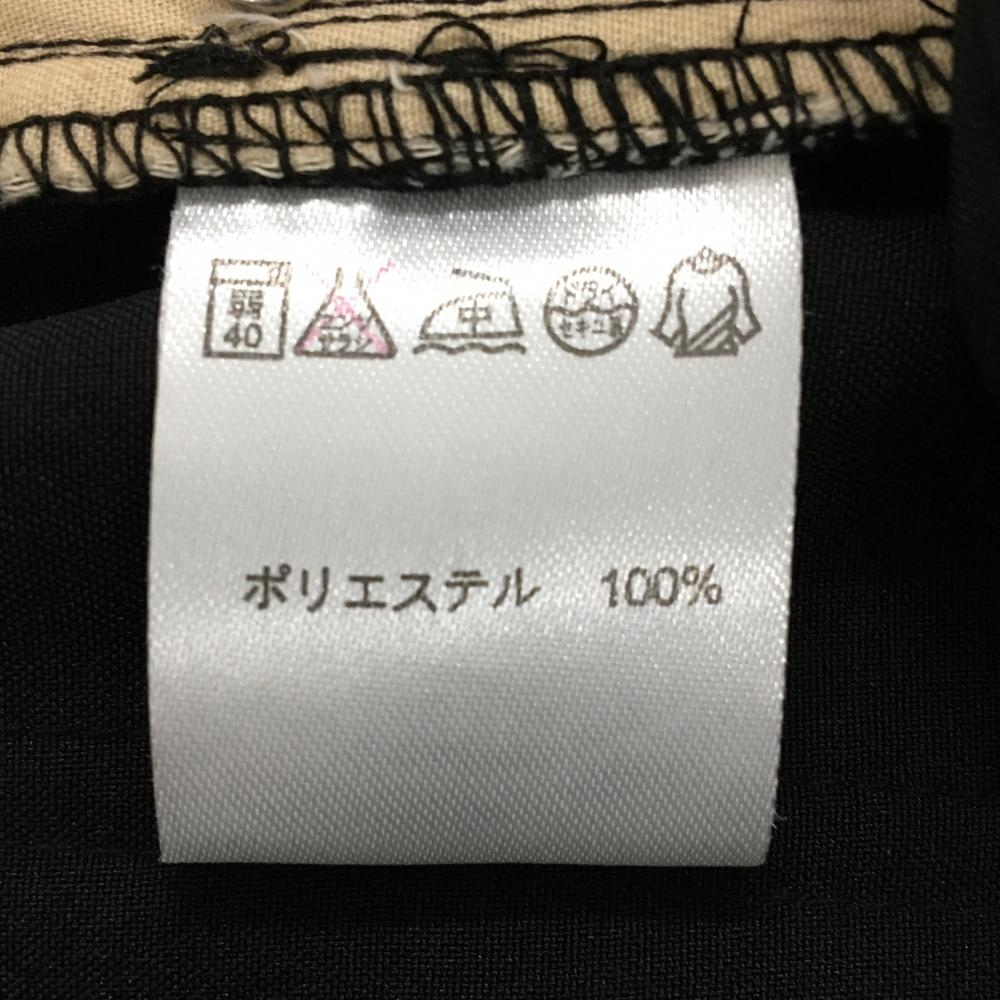 弱 40
エンソ サラシ
中
ドライ セキユ系
ポリエステル 100%